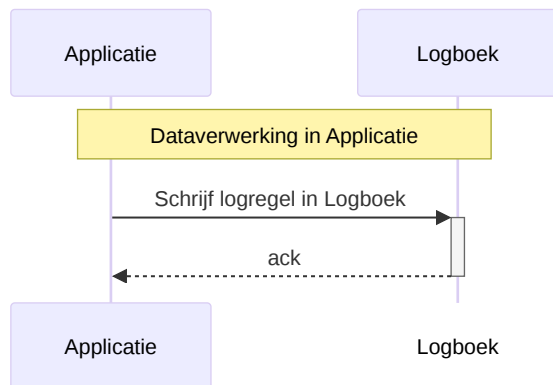 Applicatie
Logboek
Dataverwerking in Applicatie
Schrijf logregel in Logboek
ack
Applicatie
Logboek